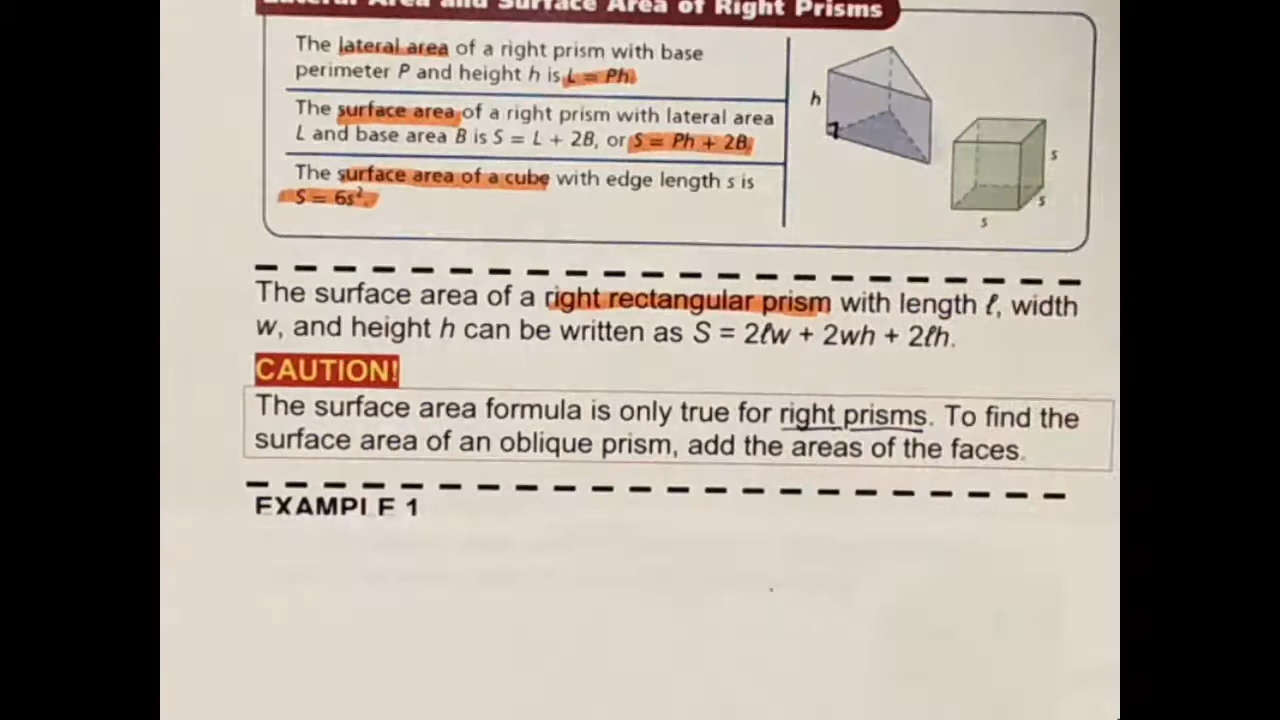 Lateral Area and Surface Area of Right Prisms
The lateral area of a right prism with base
perimeter P and height h is L = Ph.
The surface area of a right prism with lateral area
L and base area B is S = L + 2B, or S = Ph + 2B.
The surface area of a cube with edge length s is
S = 6s².
h
s
s
s
The surface area of a right rectangular prism with length ℓ, width
w, and height h can be written as S = 2ℓw + 2wh + 2ℓh.
CAUTION!
The surface area formula is only true for right prisms. To find the
surface area of an oblique prism, add the areas of the faces.
EXAMPLE 1